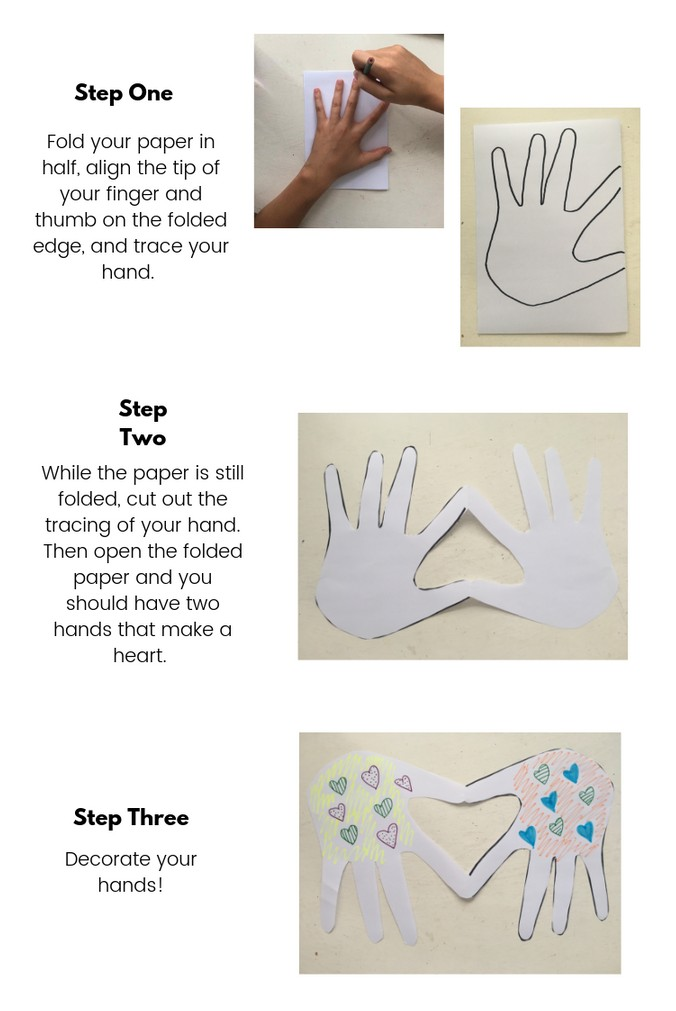 Step One
Fold your paper in
half, align the tip of
your finger and
thumb on the folded
edge, and trace your
hand.
Step
Two
While the paper is still
folded, cut out the
tracing of your hand.
Then open the folded
paper and you
should have two
hands that make a
heart.
Step Three
Decorate your
hands!